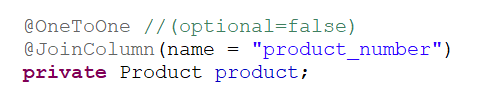 @OneToOne //(optional=false)
@JoinColumn(name = "product_number")
private Product product;